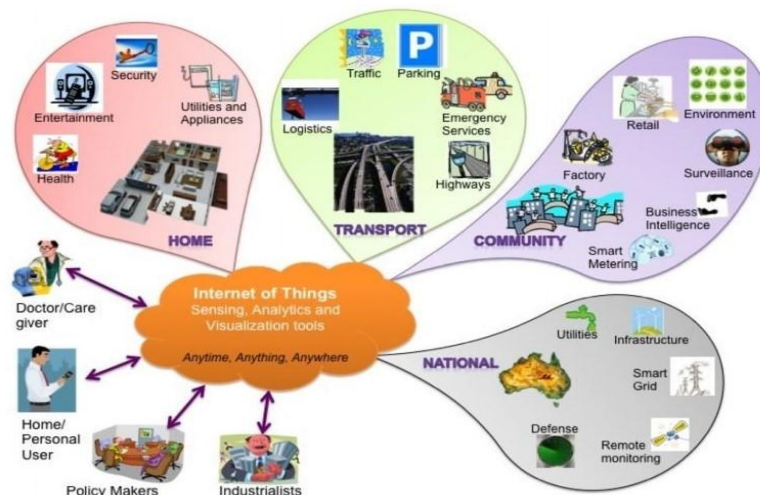 Security
Entertainment
Utilities and
Appliances
Health
HOME
Traffic
P
Parking
Logistics
Emergency
Services
Highways
TRANSPORT
Retail
Environment
Factory
Surveillance
Business
Intelligence
COMMUNITY
Smart
Metering
Internet of Things
Sensing, Analytics and
Visualization tools
Anytime, Anything, Anywhere
Doctor/Care
giver
Home/
Personal
User
Policy Makers
Industrialists
Utilities
Infrastructure
NATIONAL
Smart
Grid
Defense
Remote
monitoring